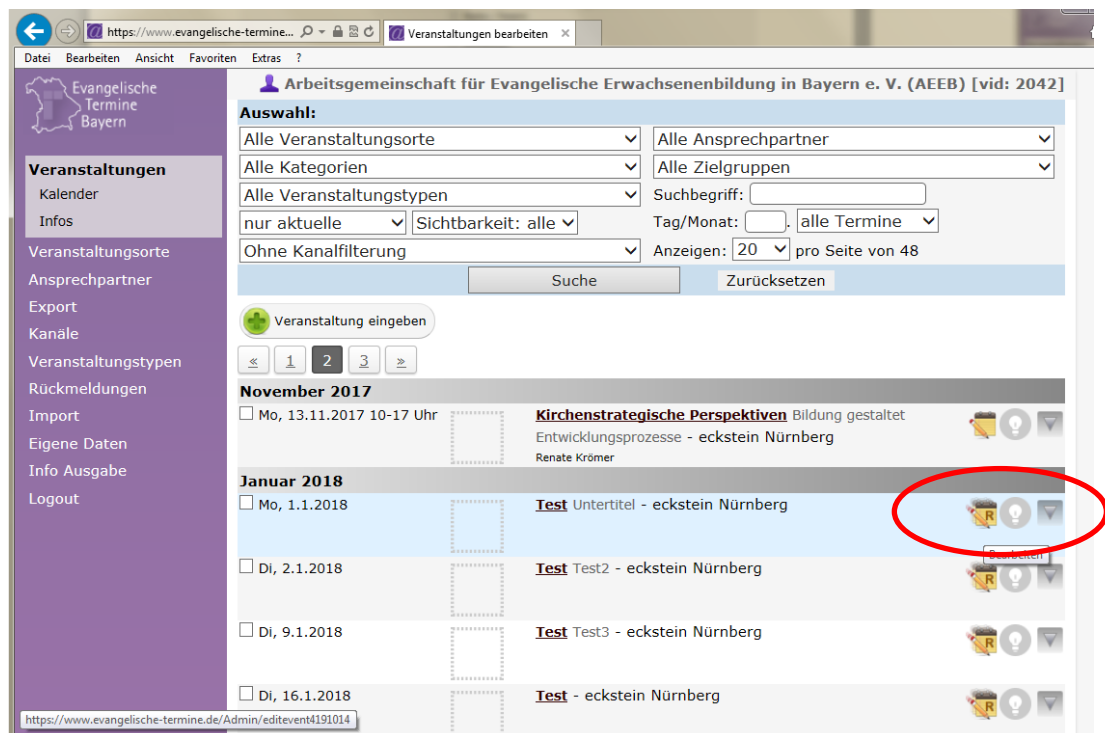 https://www.evangelische-termine...
Veranstaltungen bearbeiten
Datei Bearbeiten Ansicht Favoriten Extras ?
Evangelische
Termine
Bayern
Arbeitsgemeinschaft für Evangelische Erwachsenenbildung in Bayern e. V. (AEEB) [vid: 2042]
Auswahl:
Alle Veranstaltungsorte Alle Ansprechpartner
Alle Kategorien Alle Zielgruppen
Alle Veranstaltungstypen Suchbegriff:
nur aktuelle Sichtbarkeit: alle Tag/Monat: . alle Termine
Ohne Kanalfilterung Anzeigen: 20 pro Seite von 48
Suche Zurücksetzen
Veranstaltungen
Kalender
Infos
Veranstaltungsorte
Ansprechpartner
Export
Kanäle
Veranstaltungstypen
Rückmeldungen
Import
Eigene Daten
Info Ausgabe
Logout
Veranstaltung eingeben
« 1 2 3 »
November 2017
Mo, 13.11.2017 10-17 Uhr Kirchenstrategische Perspektiven Bildung gestaltet
Entwicklungsprozesse - eckstein Nürnberg
Renate Krömer
Januar 2018
Mo, 1.1.2018 Test Untertitel - eckstein Nürnberg R
Bearbeiten
Di, 2.1.2018 Test Test2 - eckstein Nürnberg R
Di, 9.1.2018 Test Test3 - eckstein Nürnberg R
Di, 16.1.2018 Test - eckstein Nürnberg R
https://www.evangelische-termine.de/Admin/editevent4191014